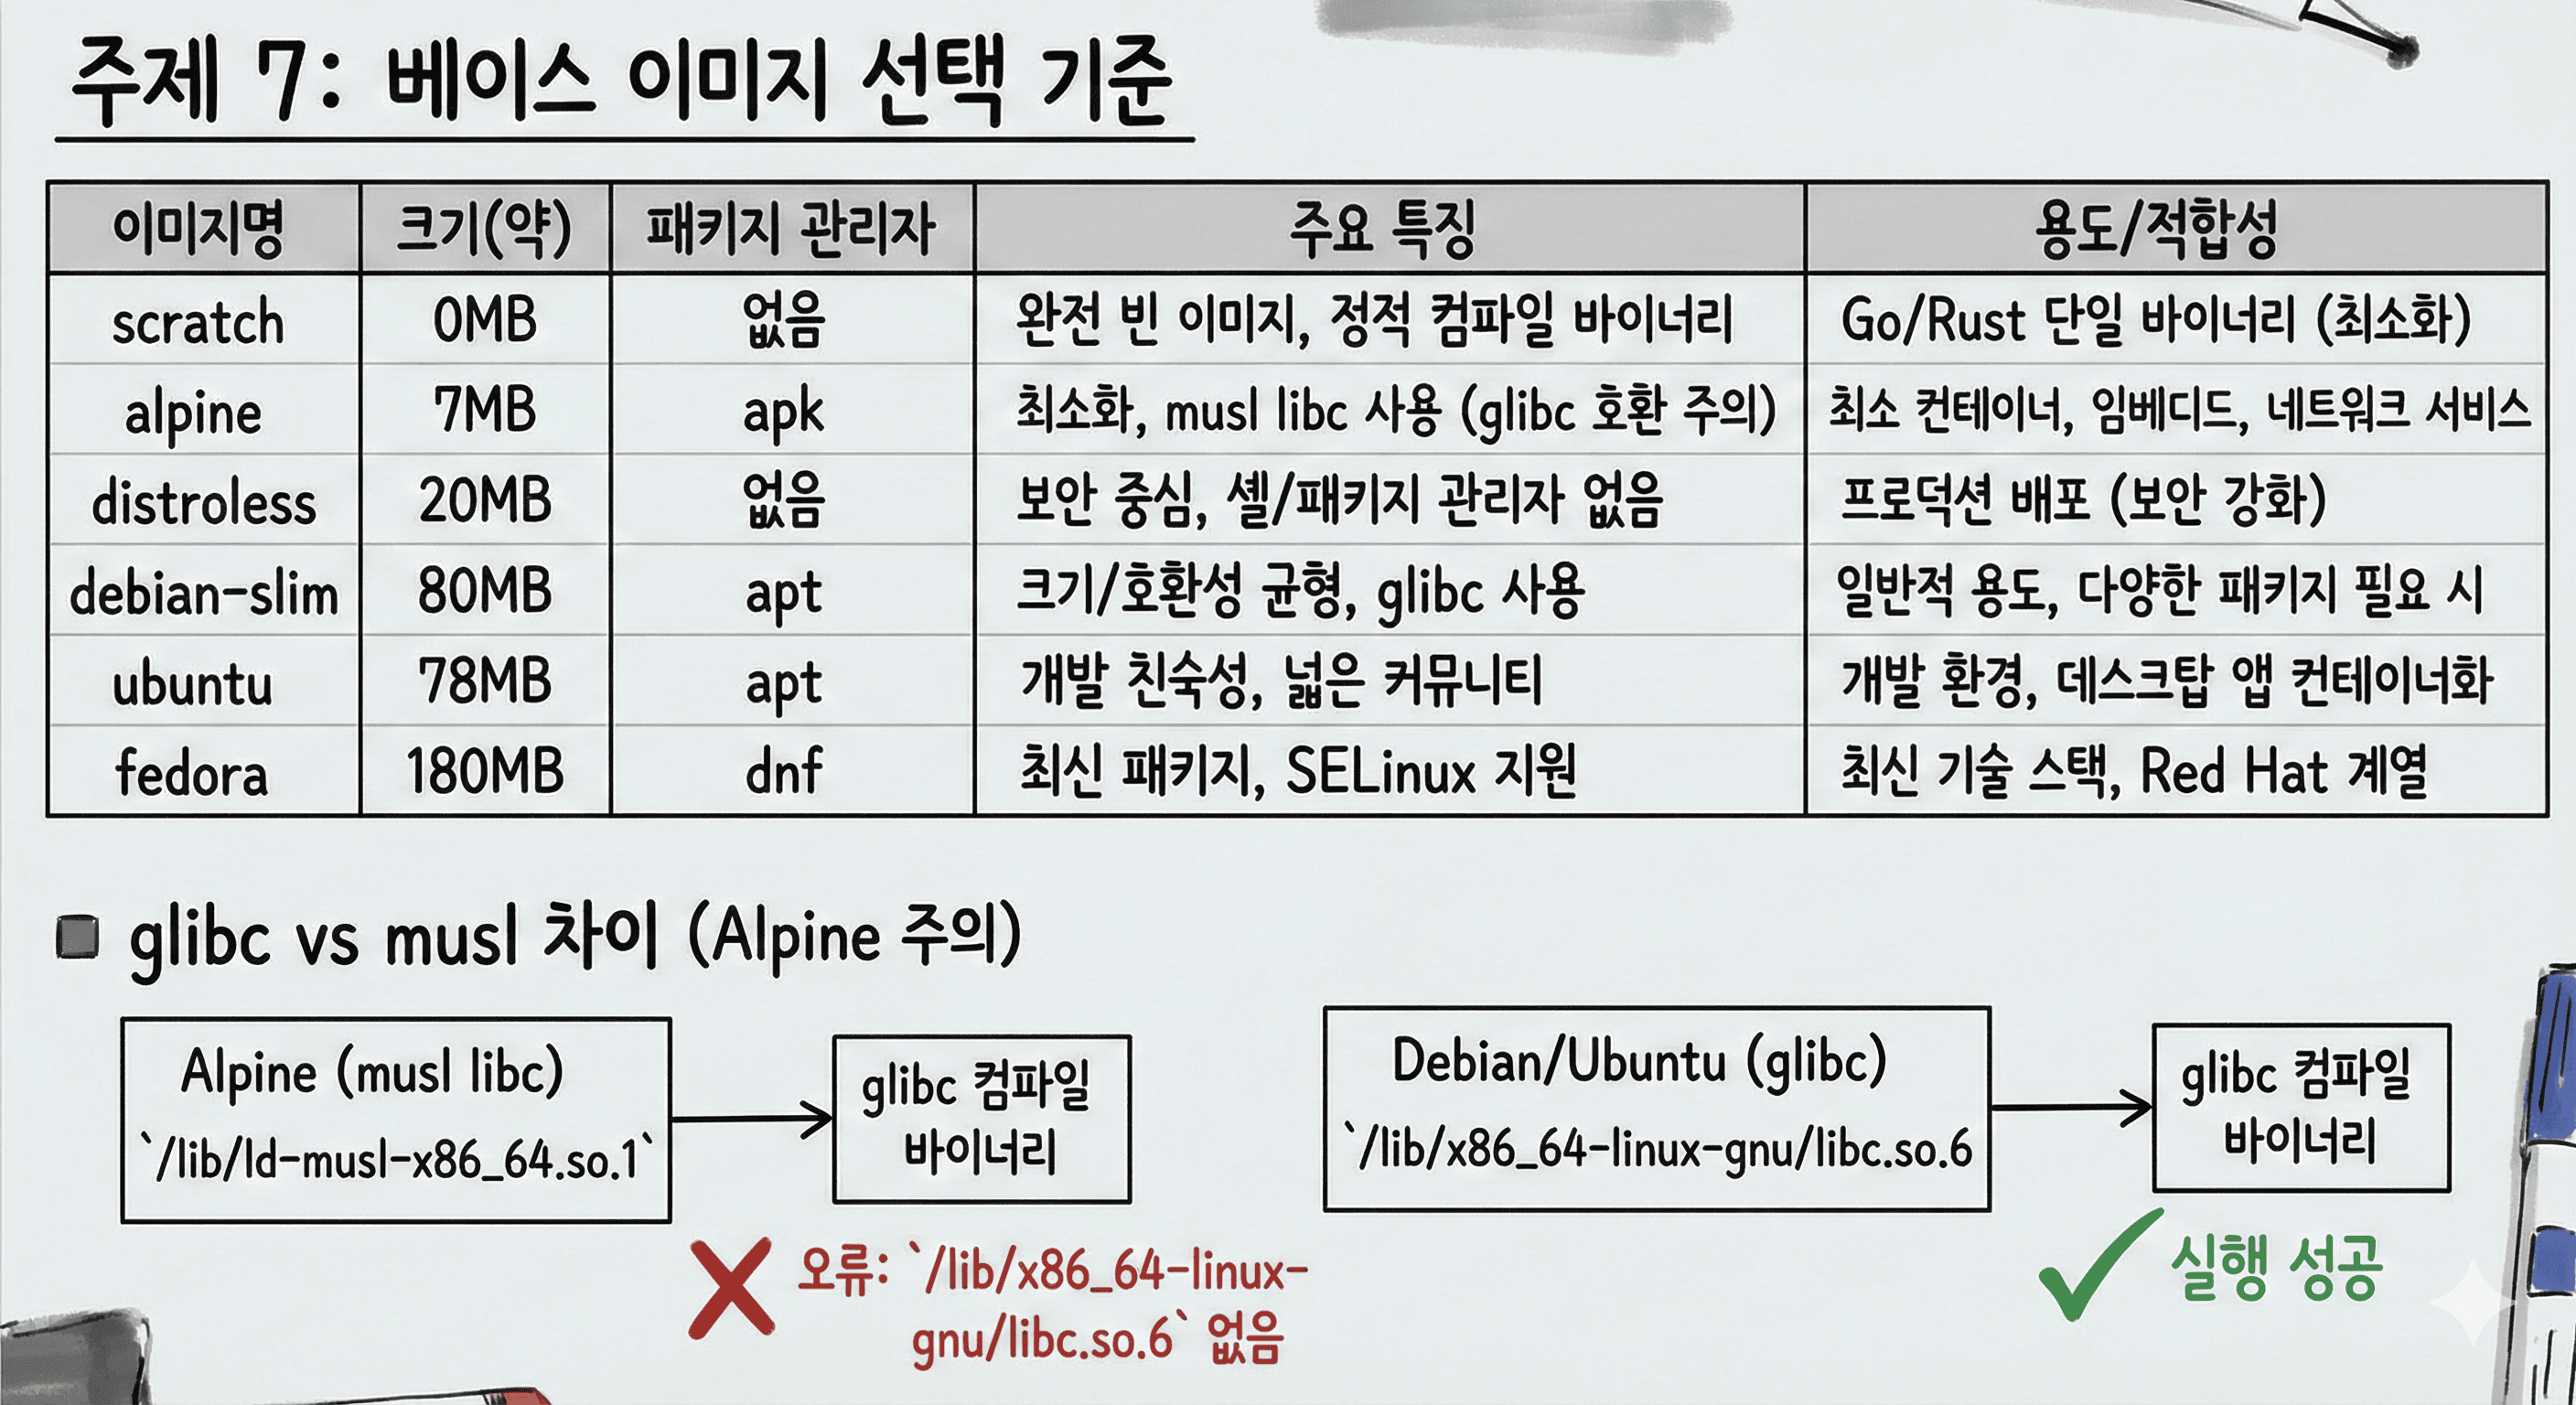 주제 7: 베이스 이미지 선택 기준
이미지명 크기(약) 패키지 관리자 주요 특징 용도/적합성
scratch 0MB 없음 완전 빈 이미지, 정적 컴파일 바이너리 Go/Rust 단일 바이너리 (최소화)
alpine 7MB apk 최소화, musl libc 사용 (glibc 호환 주의) 최소 컨테이너, 임베디드, 네트워크 서비스
distroless 20MB 없음 보안 중심, 셸/패키지 관리자 없음 프로덕션 배포 (보안 강화)
debian-slim 80MB apt 크기/호환성 균형, glibc 사용 일반적 용도, 다양한 패키지 필요 시
ubuntu 78MB apt 개발 친숙성, 넓은 커뮤니티 개발 환경, 데스크탑 앱 컨테이너화
fedora 180MB dnf 최신 패키지, SELinux 지원 최신 기술 스택, Red Hat 계열
glibc vs musl 차이 (Alpine 주의)
Alpine (musl libc)
`/lib/ld-musl-x86_64.so.1`
glibc 컴파일
바이너리
오류: `/lib/x86_64-linux-
gnu/libc.so.6` 없음
Debian/Ubuntu (glibc)
`/lib/x86_64-linux-gnu/libc.so.6
glibc 컴파일
바이너리
실행 성공